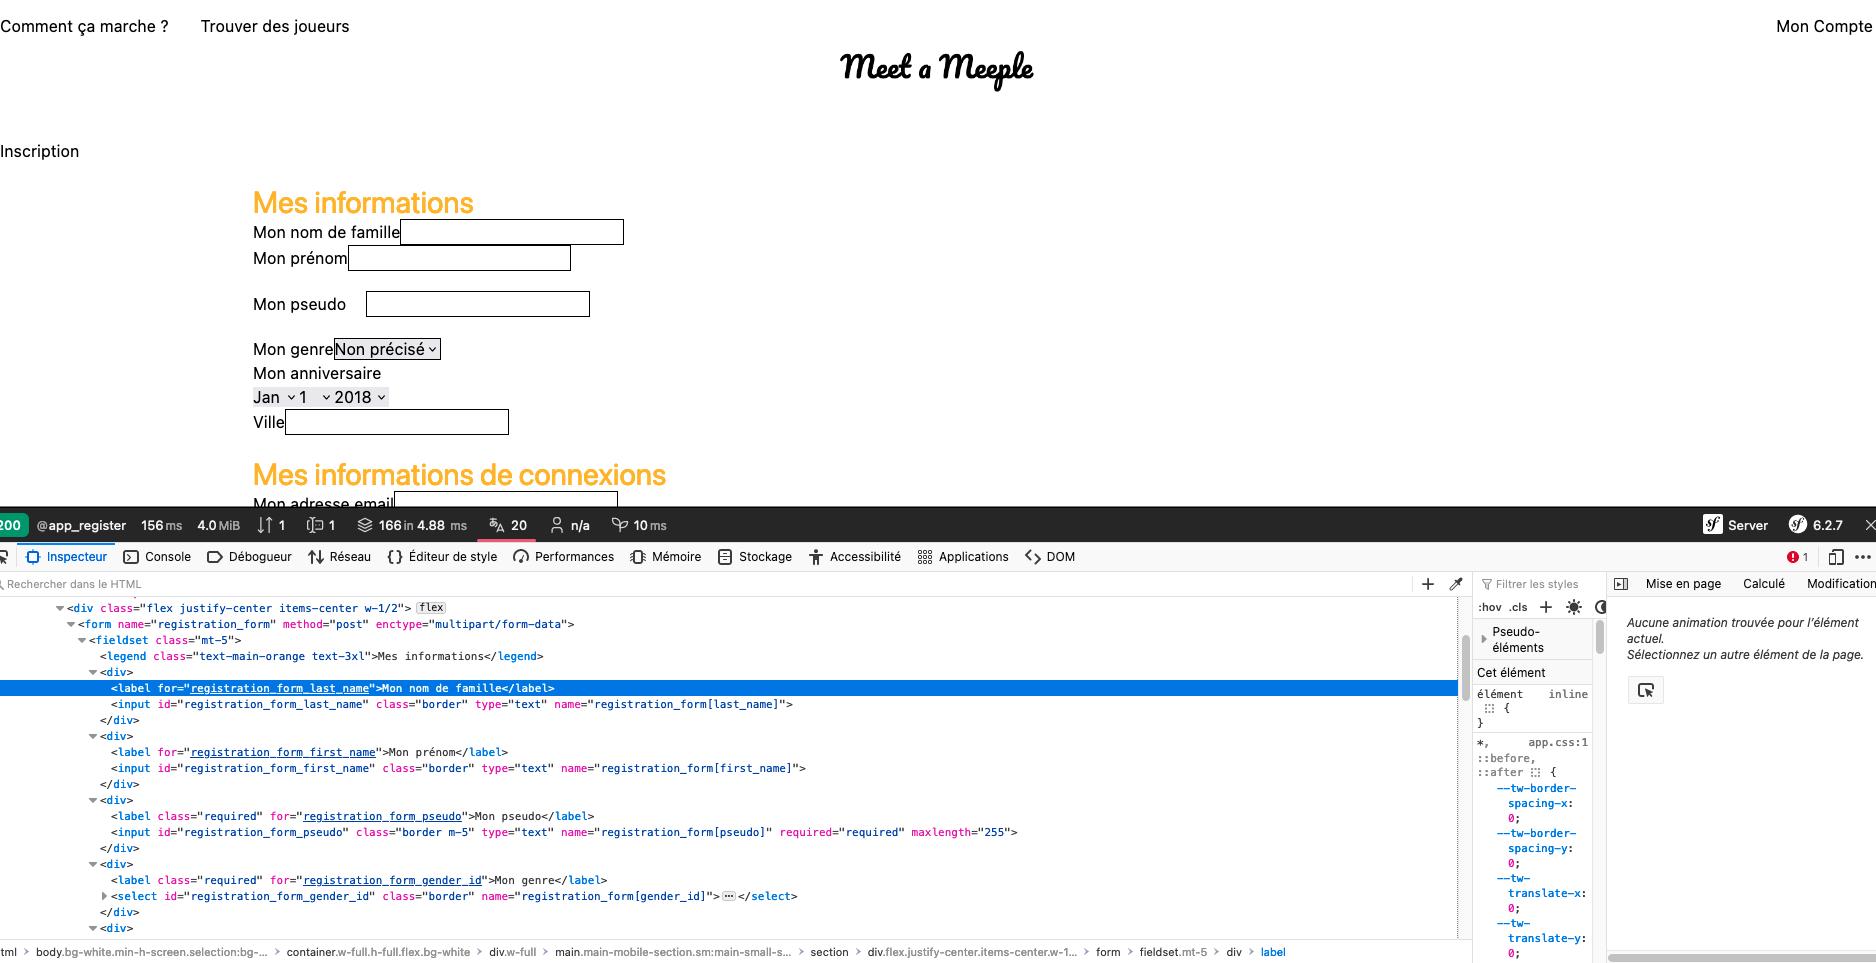 Comment ça marche ? Trouver des joueurs Mon Compte
Meet a Meeple
Inscription
Mes informations
Mon nom de famille
Mon prénom
Mon pseudo
Mon genre Non précisé
Mon anniversaire
Jan 1 2018
Ville
Mes informations de connexions
Mon adresse email
200 @app_register 156 ms 4.0 MiB 1 1 166 in 4.88 ms 20 n/a 10 ms Server 6.2.7
Inspecteur Console Débogueur Réseau Éditeur de style Performances Mémoire Stockage Accessibilité Applications DOM 1
Rechercher dans le HTML
<div class="flex justify-center items-center w-1/2"> flex
<form name="registration_form" method="post" enctype="multipart/form-data">
<fieldset class="mt-5">
<legend class="text-main-orange text-3xl">Mes informations</legend>
<div>
<label for="registration_form_last_name">Mon nom de famille</label>
<input id="registration_form_last_name" class="border" type="text" name="registration_form[last_name]">
</div>
<div>
<label for="registration_form_first_name">Mon prénom</label>
<input id="registration_form_first_name" class="border" type="text" name="registration_form[first_name]">
</div>
<div>
<label class="required" for="registration_form_pseudo">Mon pseudo</label>
<input id="registration_form_pseudo" class="border m-5" type="text" name="registration_form[pseudo]" required="required" maxlength="255">
</div>
<div>
<label class="required" for="registration_form_gender_id">Mon genre</label>
<select id="registration_form_gender_id" class="border" name="registration_form[gender_id]"> ⋯ </select>
</div>
<div>
tml > body.bg-white.min-h-screen.selection:bg-... > container.w-full.h-full.flex.bg-white > div.w-full > main.main-mobile-section.sm:main-small-s... > section > div.flex.justify-center.items-center.w-1... > form > fieldset.mt-5 > div > label
Filtrer les styles
:hov .cls +
Pseudo-
éléments
Cet élément
élément inline
{
}
*, app.css:1
::before,
::after {
--tw-border-
spacing-x:
0;
--tw-border-
spacing-y:
0;
--tw-
translate-x:
0;
--tw-
translate-y:
0;
Mise en page Calculé Modification
Aucune animation trouvée pour l'élément
actuel.
Sélectionnez un autre élément de la page.